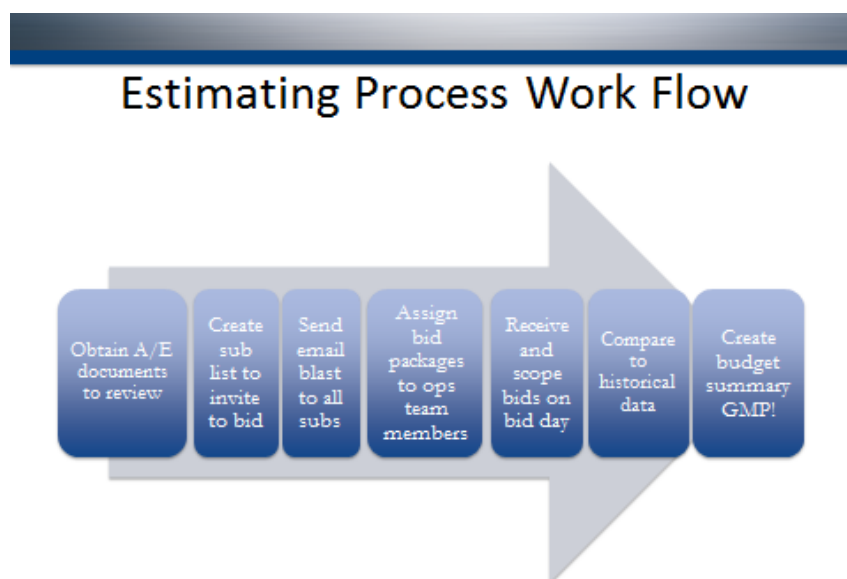 Estimating Process Work Flow
Obtain A/E
documents
to review
Create
sub
list to
invite
to bid
Send
email
blast
to all
subs
Assign
bid
packages
to ops
team
members
Receive
and
scope
bids on
bid day
Compare
to
historical
data
Create
budget
summary
GMP!